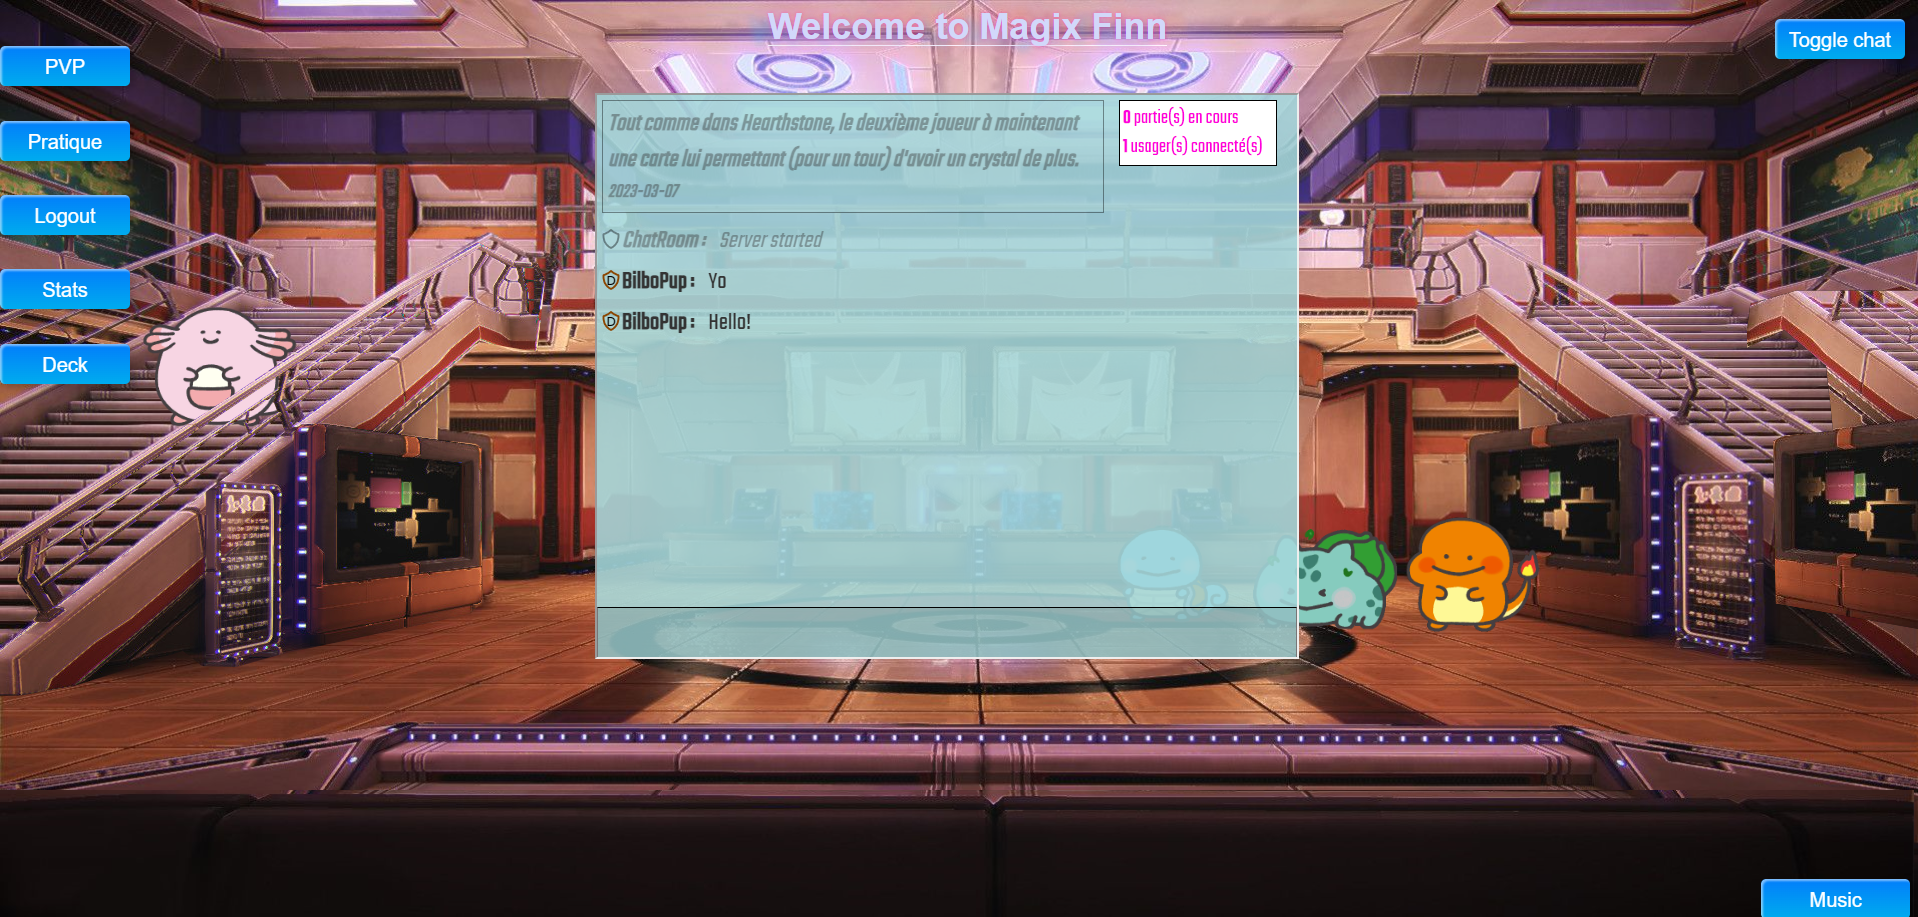 Welcome to Magix Finn
Toggle chat
PVP
Pratique
Logout
Stats
Deck
Tout comme dans Hearthstone, le deuxième joueur à maintenant
une carte lui permettant (pour un tour) d'avoir un crystal de plus.
2023-03-07
0 partie(s) en cours
1 usager(s) connecté(s)
ChatRoom : Server started
D BilboPup : Yo
D BilboPup : Hello!
Music